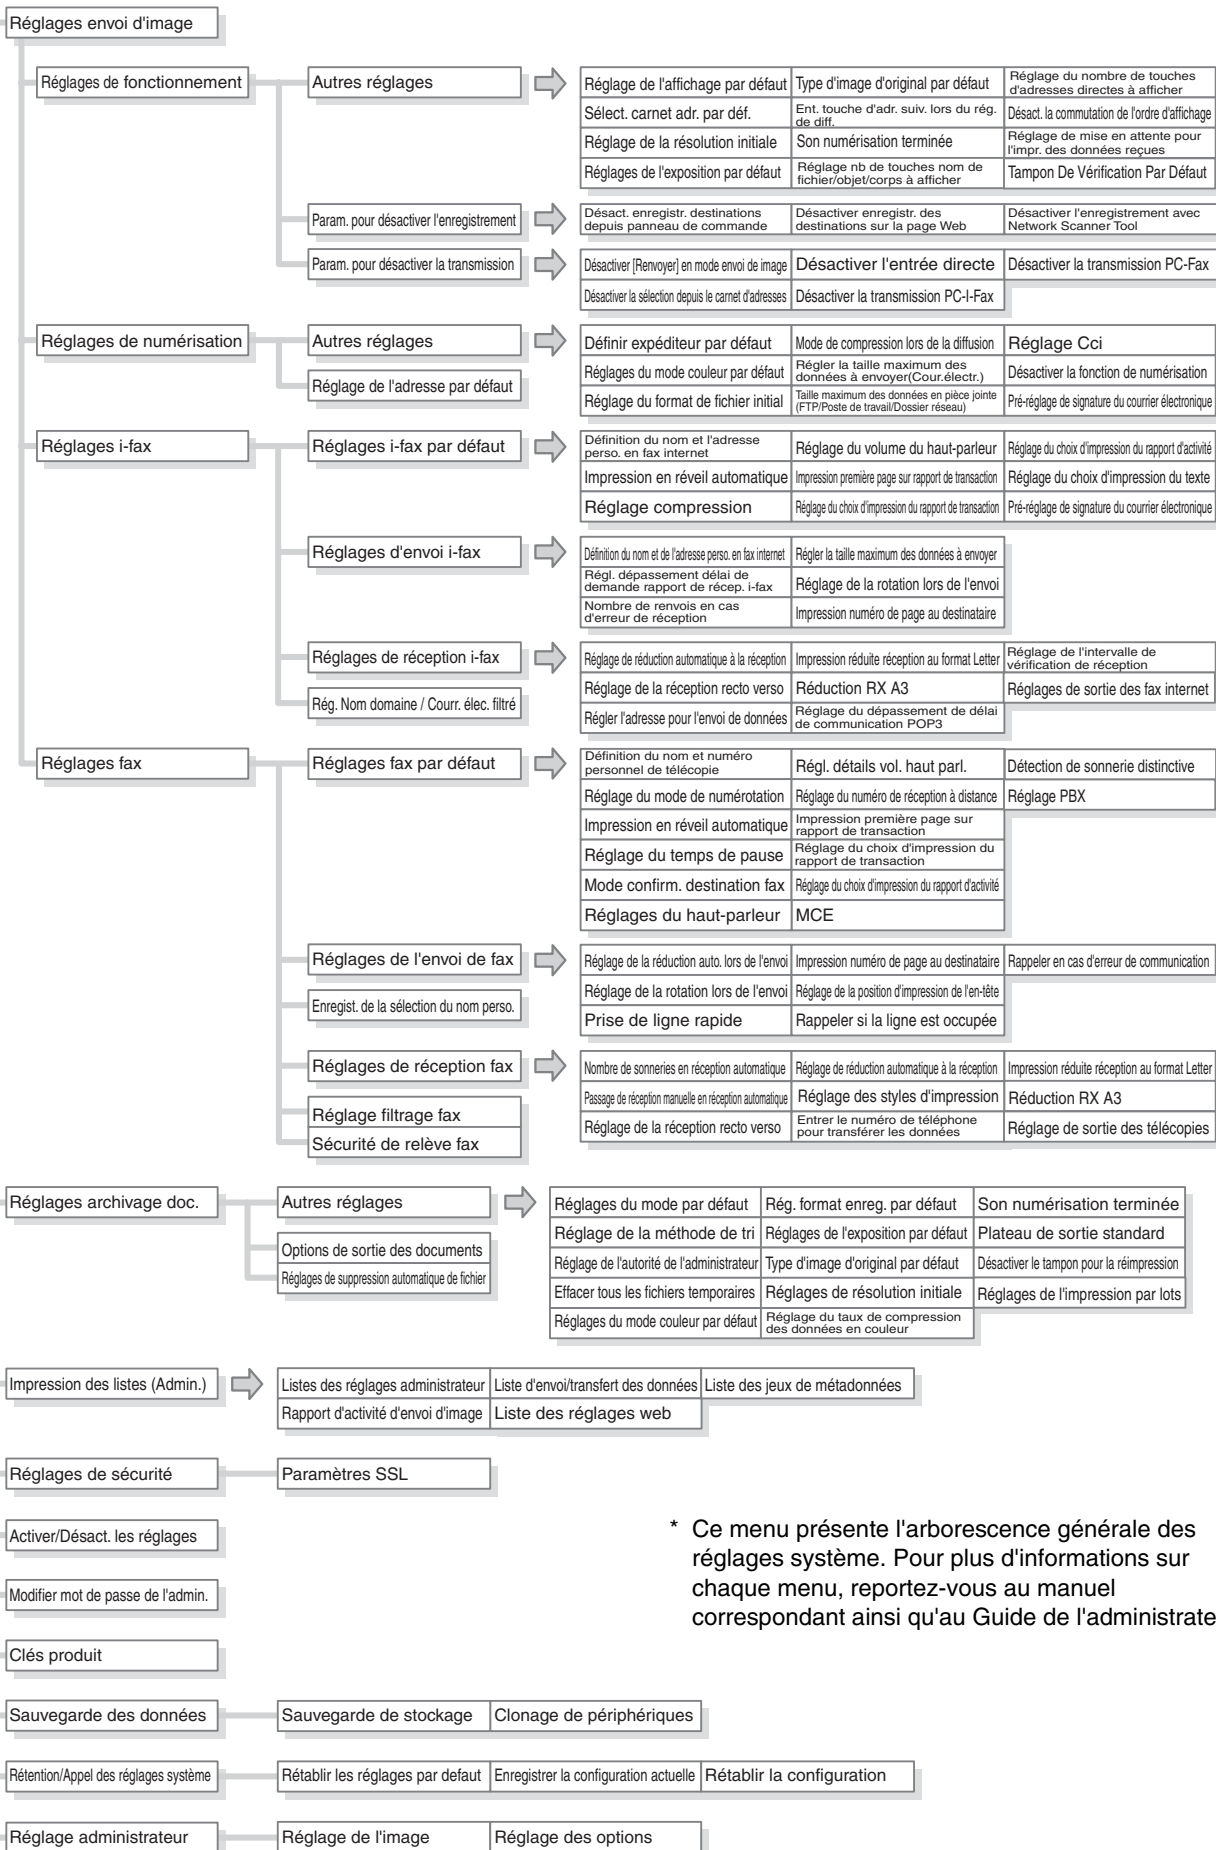 Réglages envoi d'image
Réglages de fonctionnement
Autres réglages
Réglage de l'affichage par défaut
Type d'image d'original par défaut
Réglage du nombre de touches
d'adresses directes à afficher
Sélect. carnet adr. par déf.
Ent. touche d'adr. suiv. lors du rég.
de diff.
Désact. la commutation de l'ordre d'affichage
Réglage de la résolution initiale
Son numérisation terminée
Réglage de mise en attente pour
l'impr. des données reçues
Réglages de l'exposition par défaut
Réglage nb de touches nom de
fichier/objet/corps à afficher
Tampon De Vérification Par Défaut
Param. pour désactiver l'enregistrement
Désact. enregistr. destinations
depuis panneau de commande
Désactiver enregistr. des
destinations sur la page Web
Désactiver l'enregistrement avec
Network Scanner Tool
Param. pour désactiver la transmission
Désactiver [Renvoyer] en mode envoi de image
Désactiver l'entrée directe
Désactiver la transmission PC-Fax
Désactiver la sélection depuis le carnet d'adresses
Désactiver la transmission PC-I-Fax
Réglages de numérisation
Autres réglages
Définir expéditeur par défaut
Mode de compression lors de la diffusion
Réglage Cci
Réglage de l'adresse par défaut
Réglages du mode couleur par défaut
Régler la taille maximum des
données à envoyer(Cour.électr.)
Désactiver la fonction de numérisation
Réglage du format de fichier initial
Taille maximum des données en pièce jointe
(FTP/Poste de travail/Dossier réseau)
Pré-réglage de signature du courrier électronique
Réglages i-fax
Réglages i-fax par défaut
Définition du nom et l'adresse
perso. en fax internet
Réglage du volume du haut-parleur
Réglage du choix d'impression du rapport d'activité
Impression en réveil automatique
Impression première page sur rapport de transaction
Réglage du choix d'impression du texte
Réglage compression
Réglage du choix d'impression du rapport de transaction
Pré-réglage de signature du courrier électronique
Réglages d'envoi i-fax
Définition du nom et de l'adresse perso. en fax internet
Régler la taille maximum des données à envoyer
Régl. dépassement délai de
demande rapport de récep. i-fax
Réglage de la rotation lors de l'envoi
Nombre de renvois en cas
d'erreur de réception
Impression numéro de page au destinataire
Réglages de réception i-fax
Réglage de réduction automatique à la réception
Impression réduite réception au format Letter
Réglage de l'intervalle de
vérification de réception
Rég. Nom domaine / Courr. élec. filtré
Réglage de la réception recto verso
Réduction RX A3
Réglages de sortie des fax internet
Régler l'adresse pour l'envoi de données
Réglage du dépassement de délai
de communication POP3
Réglages fax
Réglages fax par défaut
Définition du nom et numéro
personnel de télécopie
Régl. détails vol. haut parl.
Détection de sonnerie distinctive
Réglage du mode de numérotation
Réglage du numéro de réception à distance
Réglage PBX
Impression en réveil automatique
Impression première page sur
rapport de transaction
Réglage du temps de pause
Réglage du choix d'impression du
rapport de transaction
Mode confirm. destination fax
Réglage du choix d'impression du rapport d'activité
Réglages du haut-parleur
MCE
Réglages de l'envoi de fax
Réglage de la réduction auto. lors de l'envoi
Impression numéro de page au destinataire
Rappeler en cas d'erreur de communication
Enregist. de la sélection du nom perso.
Réglage de la rotation lors de l'envoi
Réglage de la position d'impression de l'en-tête
Prise de ligne rapide
Rappeler si la ligne est occupée
Réglages de réception fax
Nombre de sonneries en réception automatique
Réglage de réduction automatique à la réception
Impression réduite réception au format Letter
Passage de réception manuelle en réception automatique
Réglage des styles d'impression
Réduction RX A3
Réglage filtrage fax
Réglage de la réception recto verso
Entrer le numéro de téléphone
pour transférer les données
Réglage de sortie des télécopies
Sécurité de relève fax
Réglages archivage doc.
Autres réglages
Réglages du mode par défaut
Rég. format enreg. par défaut
Son numérisation terminée
Réglage de la méthode de tri
Réglages de l'exposition par défaut
Plateau de sortie standard
Options de sortie des documents
Réglage de l'autorité de l'administrateur
Type d'image d'original par défaut
Désactiver le tampon pour la réimpression
Réglages de suppression automatique de fichier
Effacer tous les fichiers temporaires
Réglages de résolution initiale
Réglages de l'impression par lots
Réglages du mode couleur par défaut
Réglage du taux de compression
des données en couleur
Impression des listes (Admin.)
Listes des réglages administrateur
Liste d'envoi/transfert des données
Liste des jeux de métadonnées
Rapport d'activité d'envoi d'image
Liste des réglages web
Réglages de sécurité
Paramètres SSL
Activer/Désact. les réglages
* Ce menu présente l'arborescence générale des
réglages système. Pour plus d'informations sur
chaque menu, reportez-vous au manuel
correspondant ainsi qu'au Guide de l'administrate
Modifier mot de passe de l'admin.
Clés produit
Sauvegarde des données
Sauvegarde de stockage
Clonage de périphériques
Rétention/Appel des réglages système
Rétablir les réglages par defaut
Enregistrer la configuration actuelle
Rétablir la configuration
Réglage administrateur
Réglage de l'image
Réglage des options